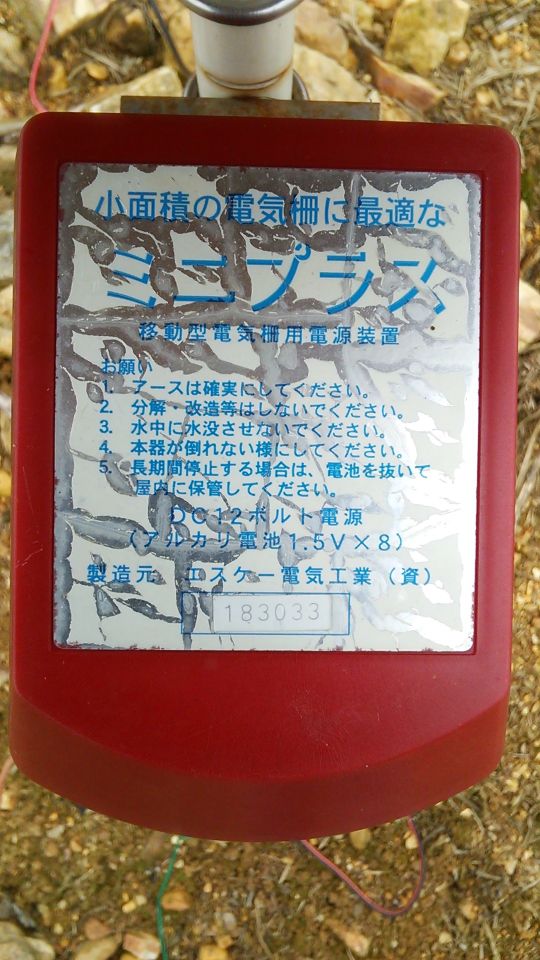 小面積の電気柵に最適な
ミニプラス
移動型電気柵用電源装置
お願い
1. アースは確実にしてください。
2. 分解・改造等はしないでください。
3. 水中に水没させないでください。
4. 本器が倒れない様にしてください。
5. 長期間停止する場合は、電池を抜いて
屋内に保管してください。
DC12ボルト電源
(アルカリ電池1.5V×8)
製造元 エスケー電気工業(資)
183033